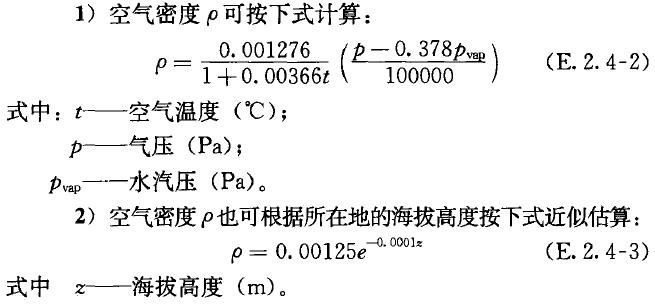 1）空气密度 ρ 可按下式计算：
ρ = \frac{0.001276}{1+0.00366t} \left( \frac{p-0.378p_{vap}}{100000} \right) （E.2.4-2）
式中：t——空气温度（℃）；
p——气压（Pa）；
p_{vap}——水汽压（Pa）。
2）空气密度 ρ 也可根据所在地的海拔高度按下式近似估算：
ρ = 0.00125e^{-0.0001z} （E.2.4-3）
式中 z——海拔高度（m）。